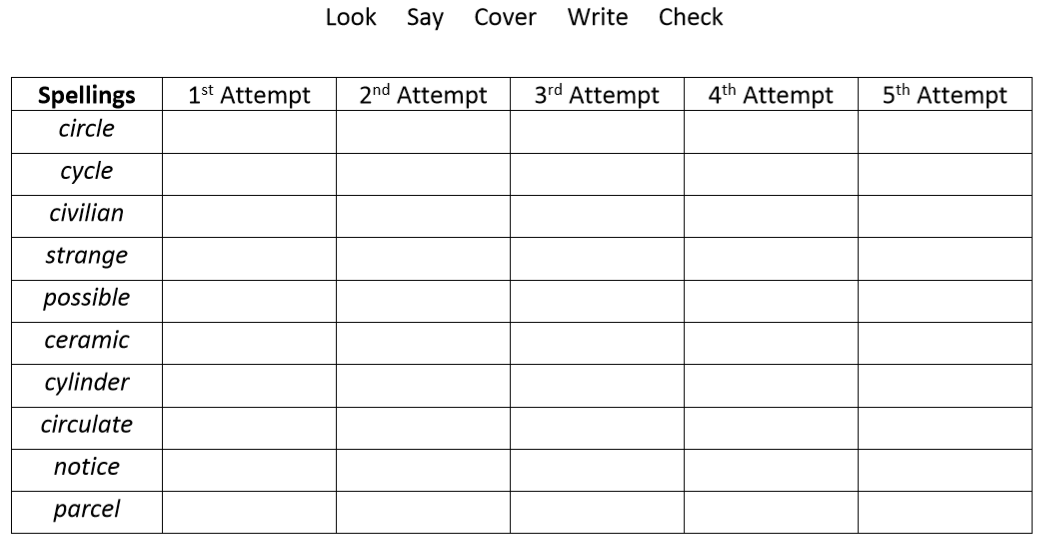 Look Say Cover Write Check
Spellings 1st Attempt 2nd Attempt 3rd Attempt 4th Attempt 5th Attempt
circle
cycle
civilian
strange
possible
ceramic
cylinder
circulate
notice
parcel